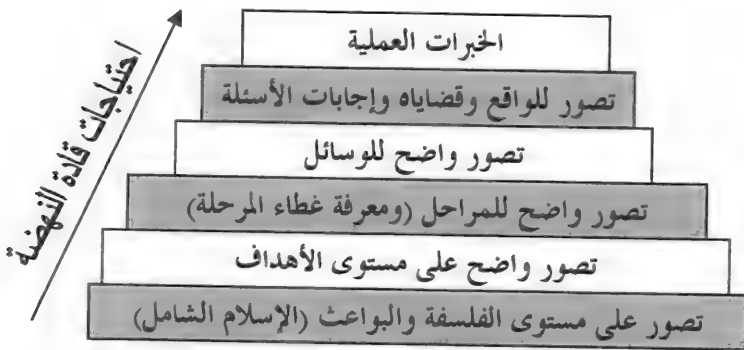 الخبرات العملية
تصور للواقع وقضاياه وإجابات الأسئلة
تصور واضح للوسائل
تصور واضح للمراحل (ومعرفة غطاء المرحلة)
تصور واضح على مستوى الأهداف
تصور على مستوى الفلسفة والبواعث (الإسلام الشامل)
احتياجات قادة النهضة